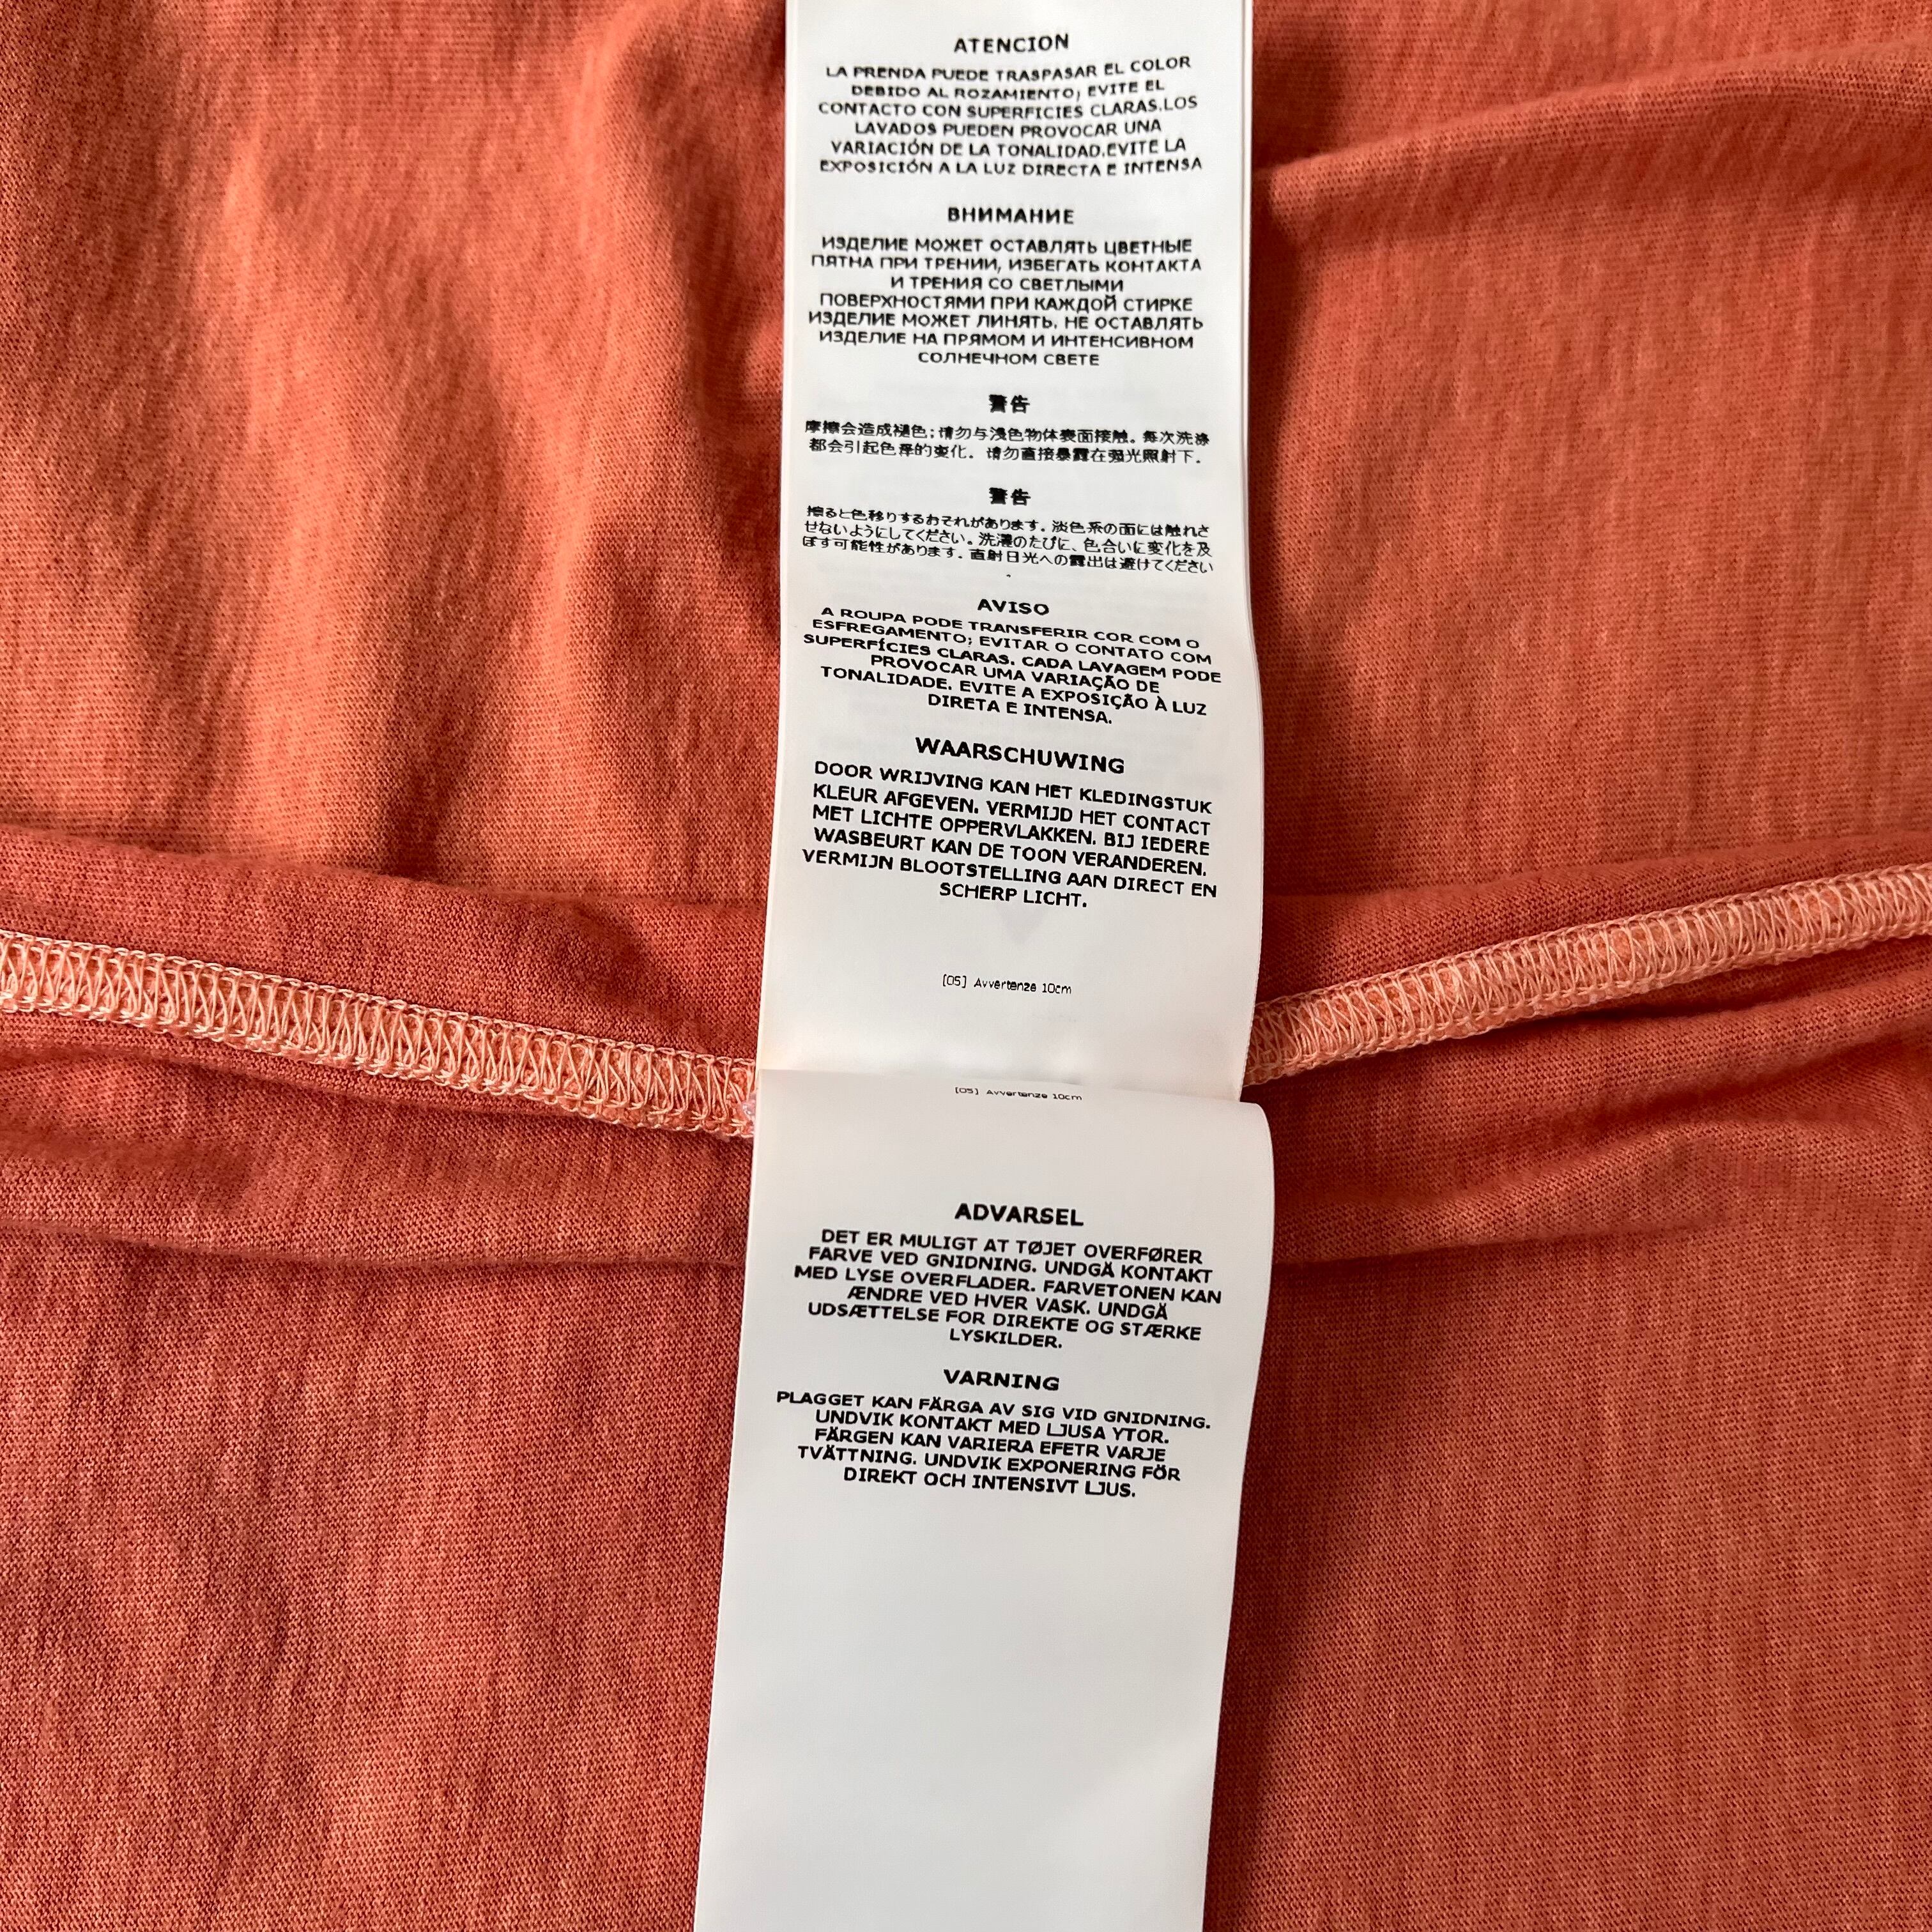 ATENCION
LA PRENDA PUEDE TRASPASAR EL COLOR
DEBIDO AL ROZAMIENTO; EVITE EL
CONTACTO CON SUPERFICIES CLARAS.LOS
LAVADOS PUEDEN PROVOCAR UNA
VARIACIÓN DE LA TONALIDAD.EVITE LA
EXPOSICIÓN A LA LUZ DIRECTA E INTENSA
ВНИМАНИЕ
ИЗДЕЛИЕ МОЖЕТ ОСТАВЛЯТЬ ЦВЕТНЫЕ
ПЯТНА ПРИ ТРЕНИИ, ИЗБЕГАТЬ КОНТАКТА
И ТРЕНИЯ СО СВЕТЛЫМИ
ПОВЕРХНОСТЯМИ ПРИ КАЖДОЙ СТИРКЕ
ИЗДЕЛИЕ МОЖЕТ ЛИНЯТЬ. НЕ ОСТАВЛЯТЬ
ИЗДЕЛИЕ НА ПРЯМОМ И ИНТЕНСИВНОМ
СОЛНЕЧНОМ СВЕТЕ
警告
摩擦会造成褪色；请勿与浅色物体表面接触。每次洗涤
都会引起色泽的变化。请勿直接暴露在强光照射下。
警告
擦ると色移りするおそれがあります。淡色系の面には触れさ
せないようにしてください。洗濯のたびに、色合いに変化を及
ぼす可能性があります。直射日光への露出は避けてください
。
AVISO
A ROUPA PODE TRANSFERIR COR COM O
ESFREGAMENTO; EVITAR O CONTATO COM
SUPERFÍCIES CLARAS. CADA LAVAGEM PODE
PROVOCAR UMA VARIAÇÃO DE
TONALIDADE. EVITE A EXPOSIÇÃO À LUZ
DIRETA E INTENSA.
WAARSCHUWING
DOOR WRIJVING KAN HET KLEDINGSTUK
KLEUR AFGEVEN. VERMIJD HET CONTACT
MET LICHTE OPPERVLAKKEN. BIJ IEDERE
WASBEURT KAN DE TOON VERANDEREN.
VERMIJN BLOOTSTELLING AAN DIRECT EN
SCHERP LICHT.
[05] Avvertenze 10cm
[05] Avvertenze 10cm
ADVARSEL
DET ER MULIGT AT TØJET OVERFØRER
FARVE VED GNIDNING. UNDGÅ KONTAKT
MED LYSE OVERFLADER. FARVETONEN KAN
ÆNDRE VED HVER VASK. UNDGÅ
UDSÆTTELSE FOR DIREKTE OG STÆRKE
LYSKILDER.
VARNING
PLAGGET KAN FÄRGA AV SIG VID GNIDNING.
UNDVIK KONTAKT MED LJUSA YTOR.
FÄRGEN KAN VARIERA EFETR VARJE
TVÄTTNING. UNDVIK EXPONERING FÖR
DIREKT OCH INTENSIVT LJUS.